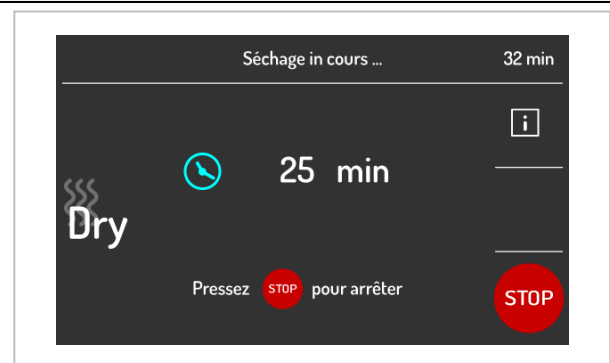 Séchage in cours ... 32 min
i
25 min
Dry
Pressez STOP pour arrêter
STOP